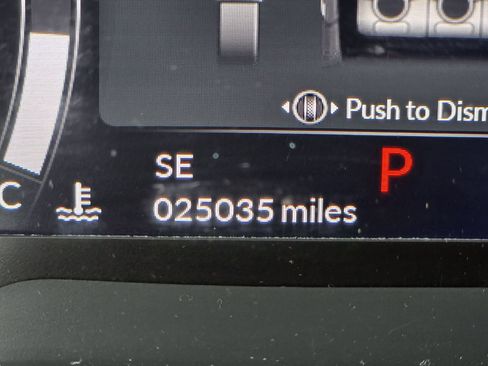 Push to Dism
SE
P
025035 miles
C